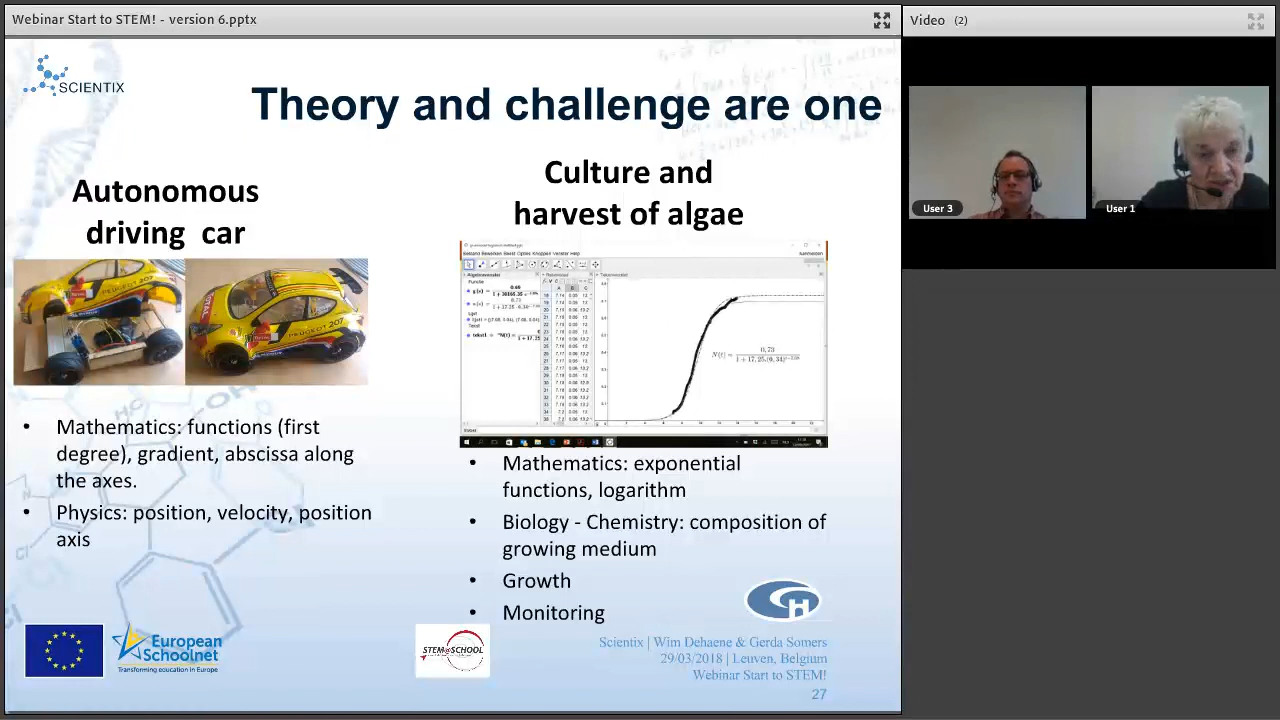 Webinar Start to STEM! - version 6.pptx
Video (2)
SCIENTIX
Theory and challenge are one
Autonomous
driving car
Culture and
harvest of algae
PEUGEOT 207
N(t) = 0,73
• Mathematics: functions (first
degree), gradient, abscissa along
the axes.
• Physics: position, velocity, position
axis
• Mathematics: exponential
functions, logarithm
• Biology - Chemistry: composition of
growing medium
• Growth
• Monitoring
User 3
User 1
European
Schoolnet
Transforming education in Europe
STEM@SCHOOL
Scientix | Wim Dehaene & Gerda Somers
29/03/2018 | Leuven, Belgium
Webinar Start to STEM!
27